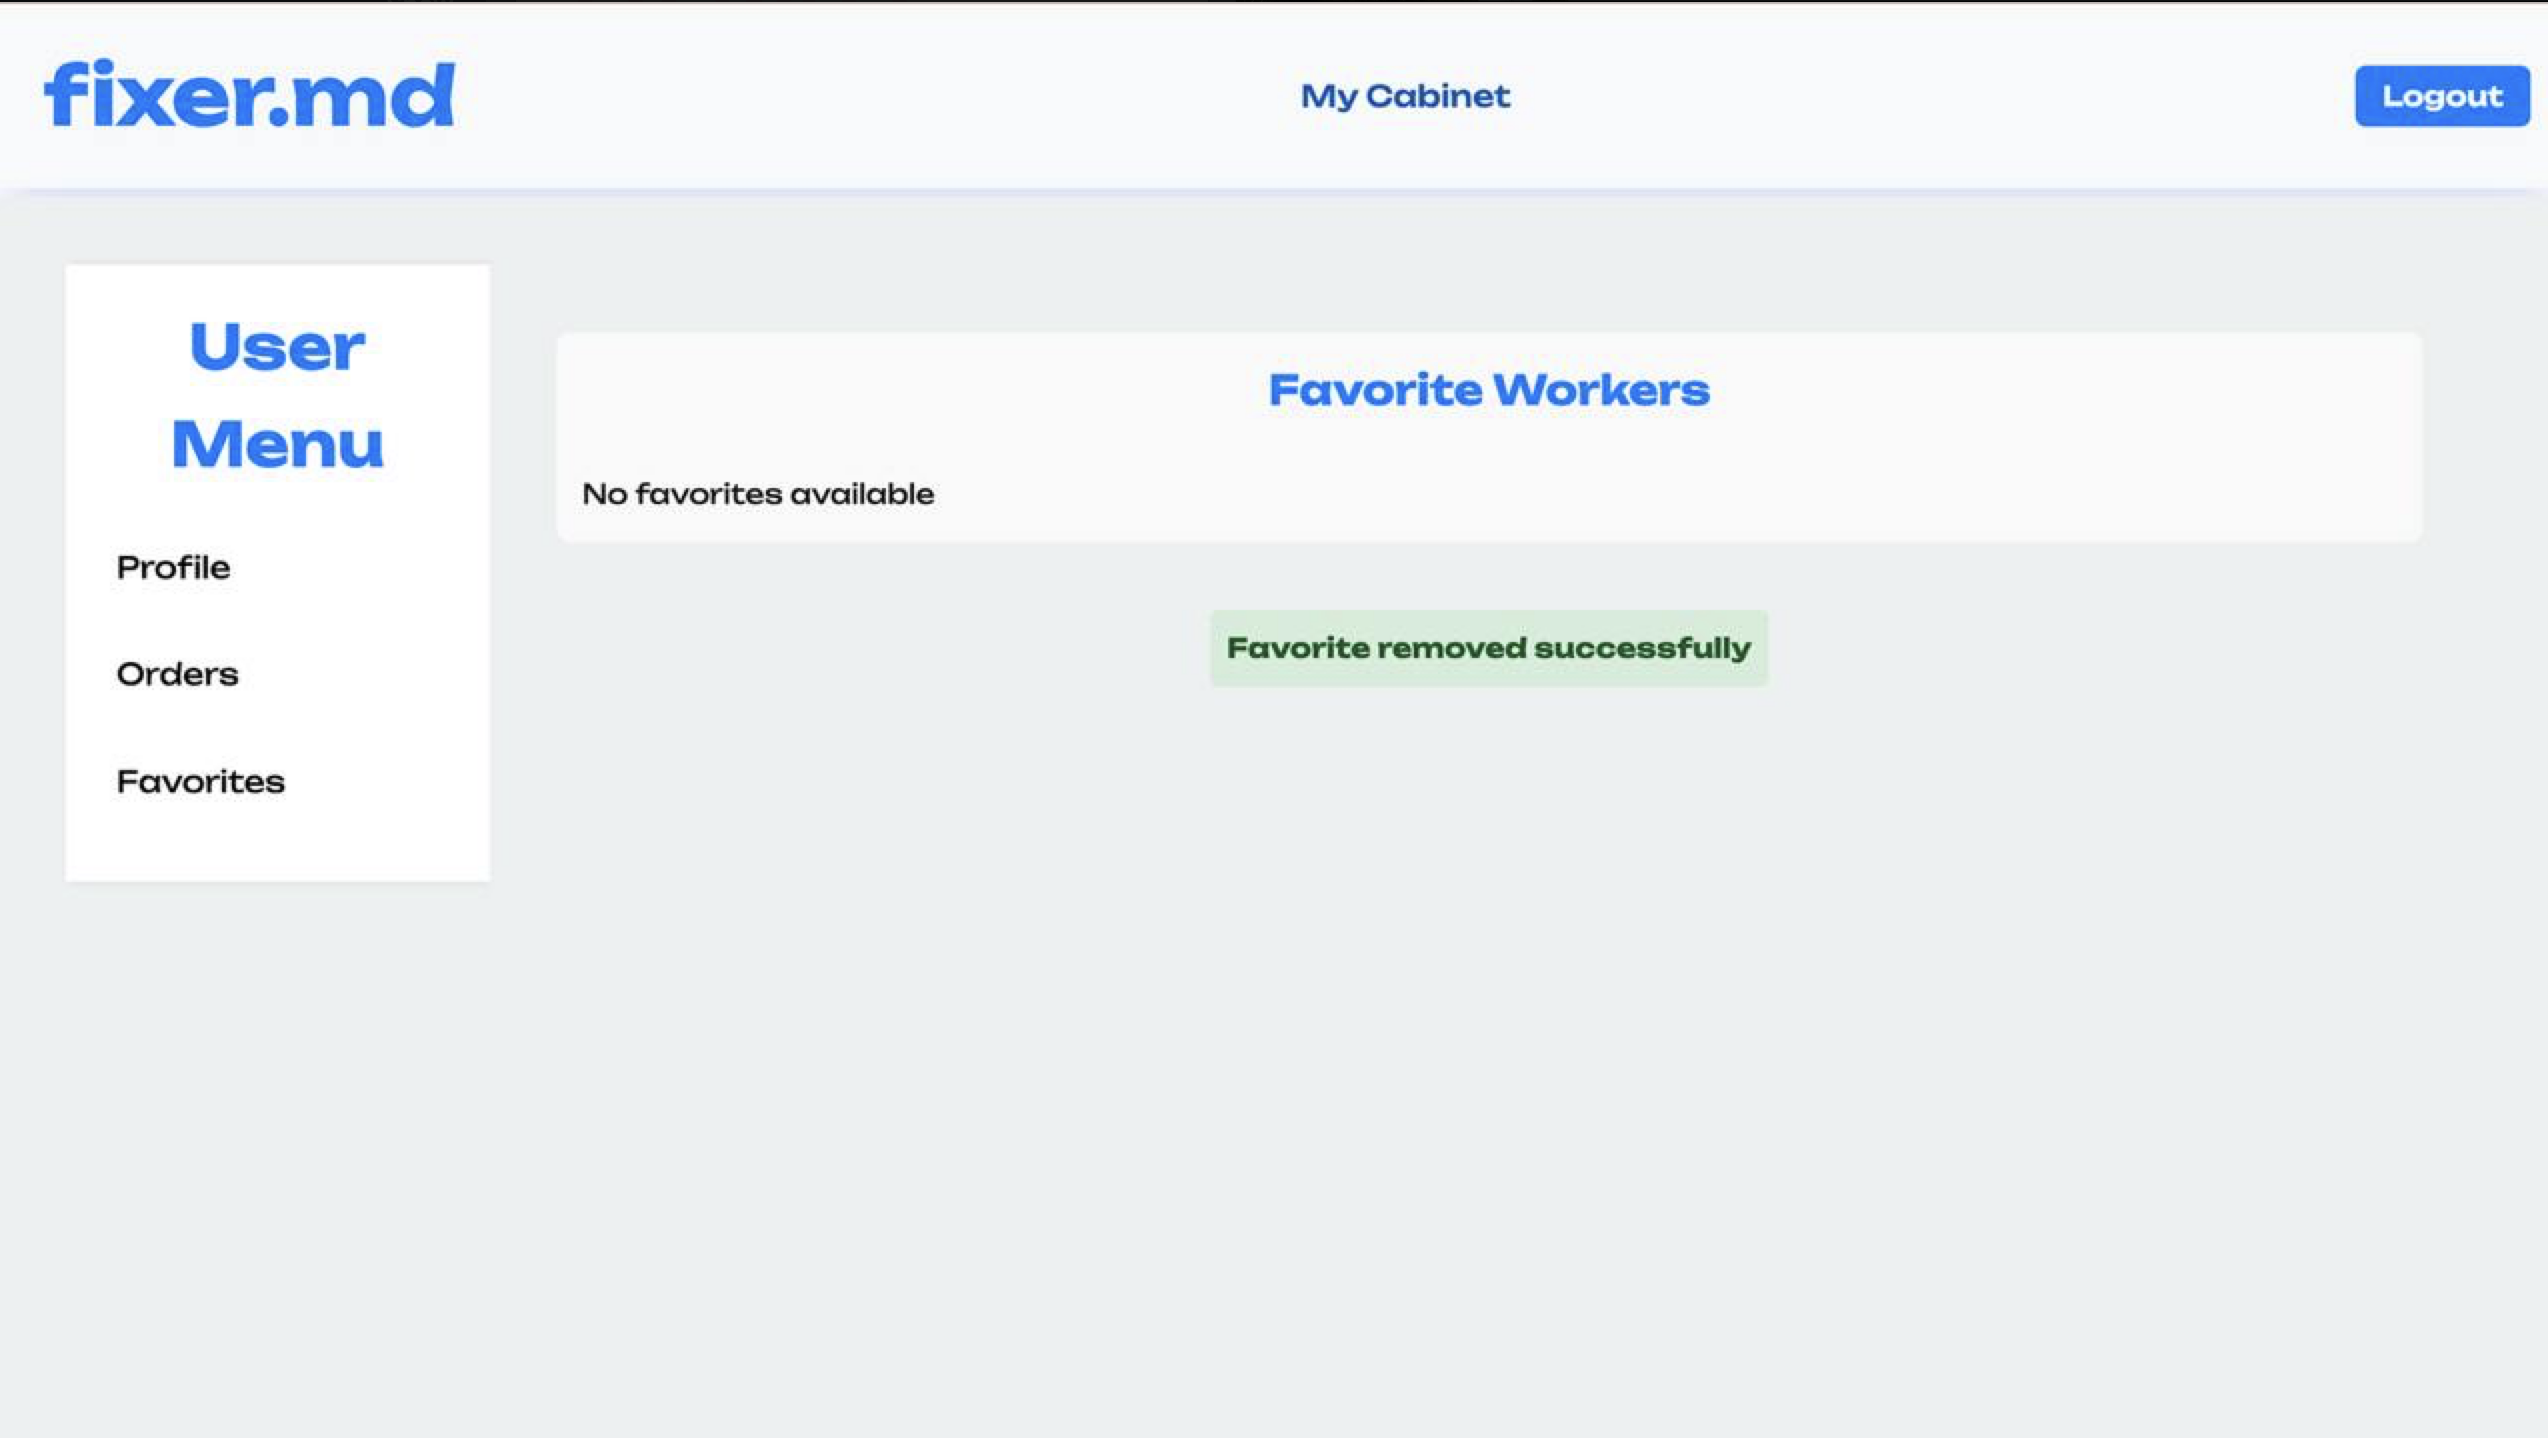 fixer.md
My Cabinet
Logout
User
Menu
Profile
Orders
Favorites
Favorite Workers
No favorites available
Favorite removed successfully